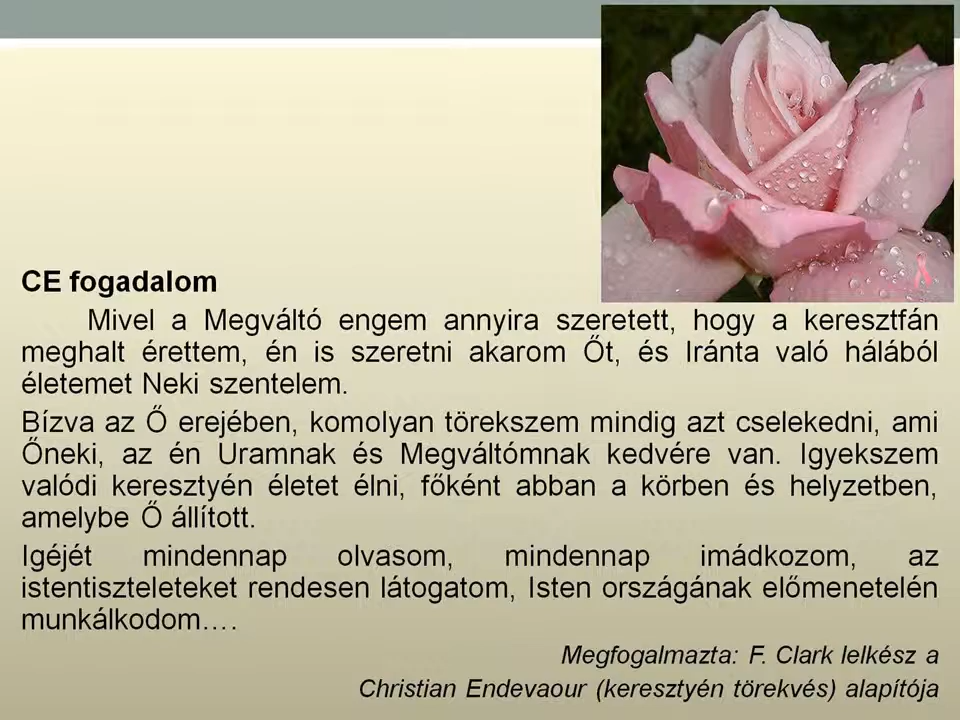 CE fogadalom
Mivel a Megváltó engem annyira szeretett, hogy a keresztfán
meghalt érettem, én is szeretni akarom Őt, és Iránta való hálából
életemet Neki szentelem.
Bízva az Ő erejében, komolyan törekszem mindig azt cselekedni, ami
Őneki, az én Uramnak és Megváltómnak kedvére van. Igyekszem
valódi keresztyén életet élni, főként abban a körben és helyzetben,
amelybe Ő állított.
Igéjét mindennap olvasom, mindennap imádkozom, az
istentiszteleteket rendesen látogatom, Isten országának előmenetelén
munkálkodom….
Megfogalmazta: F. Clark lelkész a
Christian Endevaour (keresztyén törekvés) alapítója